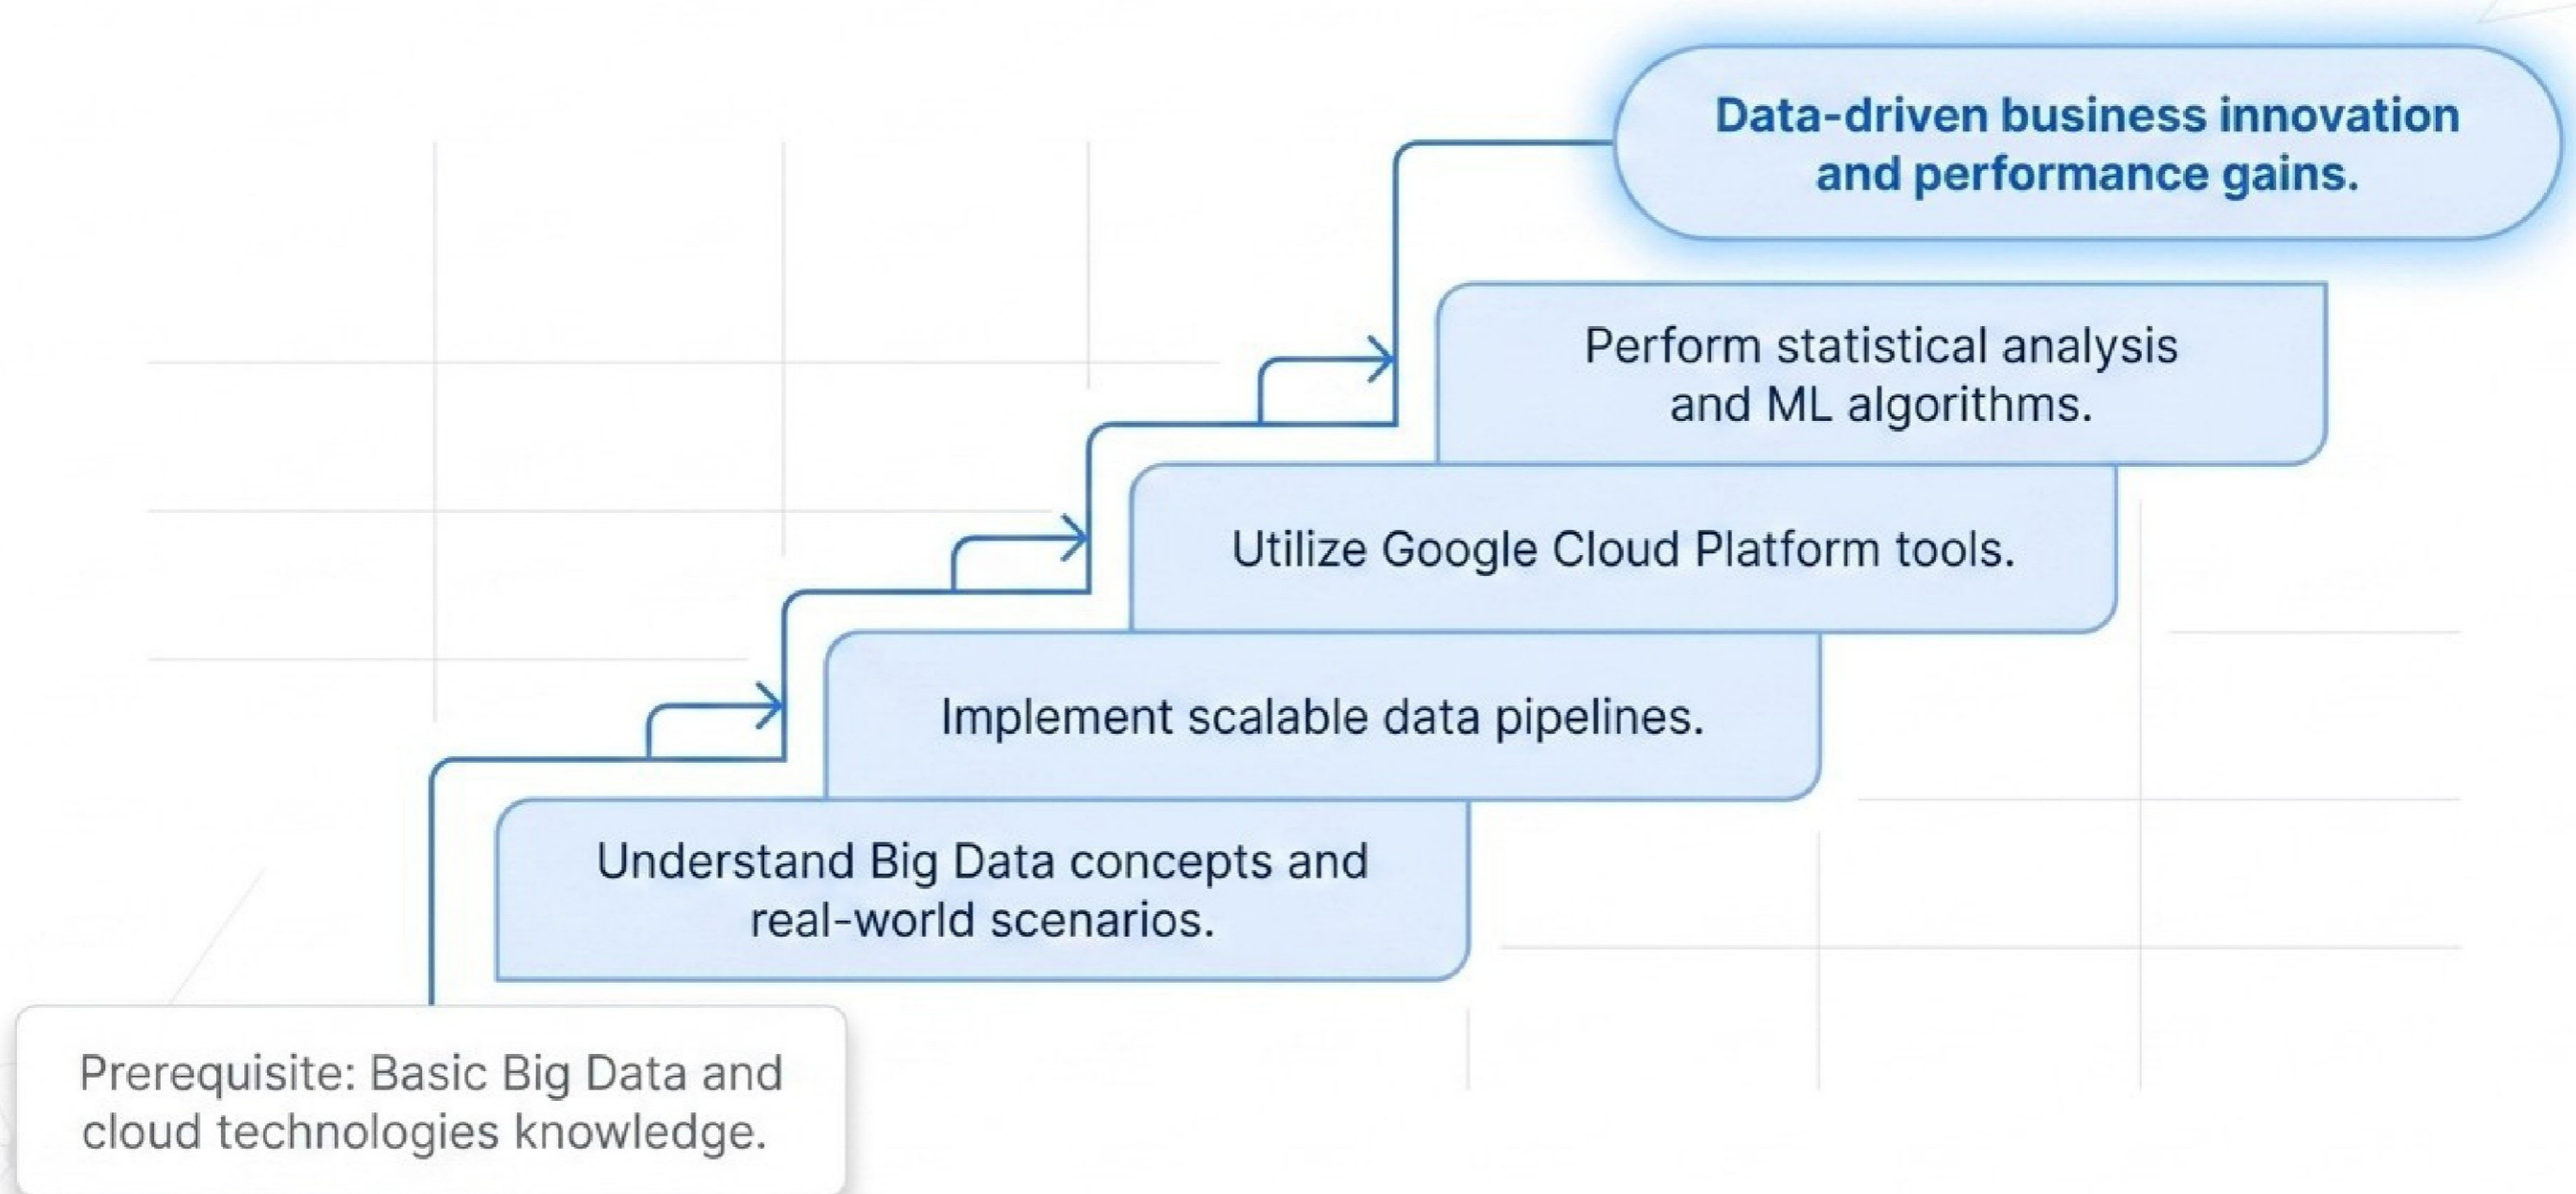 Data-driven business innovation
and performance gains.
Perform statistical analysis
and ML algorithms.
Utilize Google Cloud Platform tools.
Implement scalable data pipelines.
Understand Big Data concepts and
real-world scenarios.
Prerequisite: Basic Big Data and
cloud technologies knowledge.